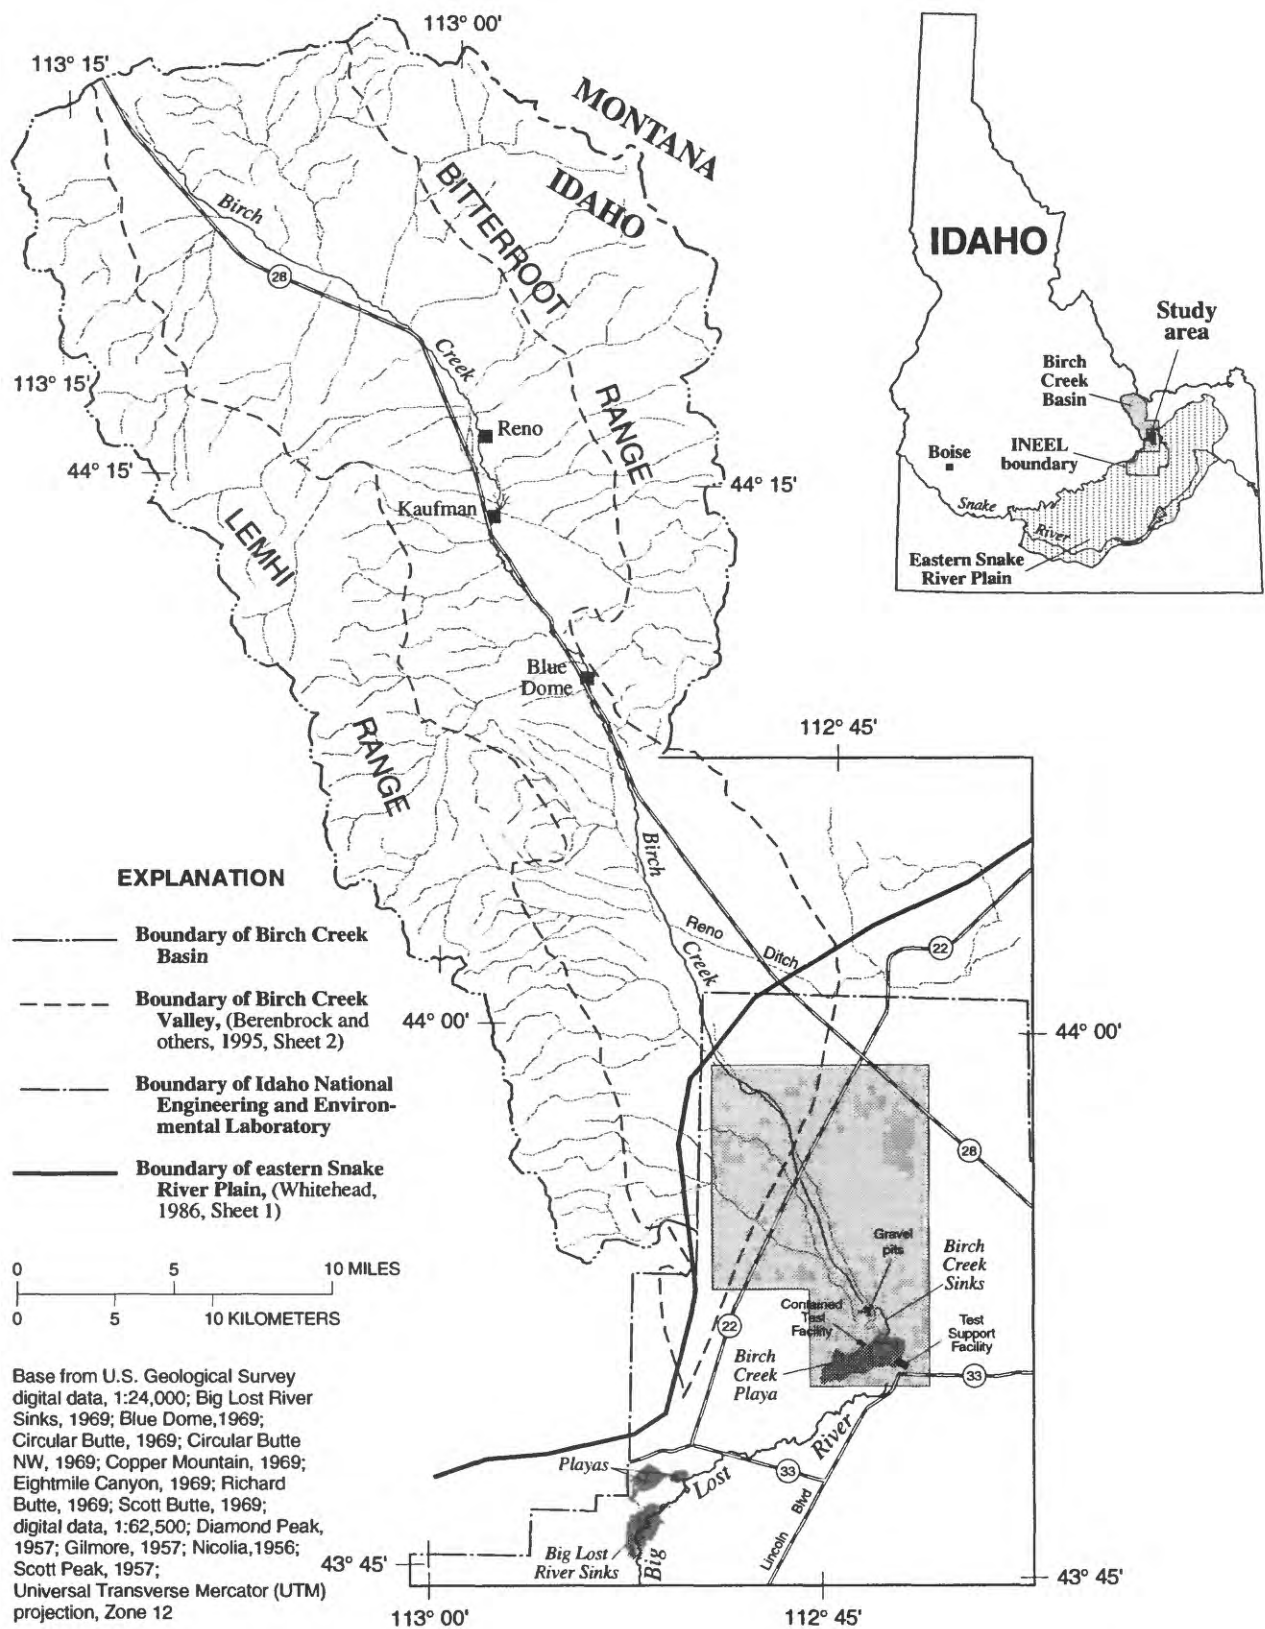 113° 00'
113° 15'
MONTANA
IDAHO
BITTERROOT
RANGE
Birch
28
Creek
113° 15'
Reno
44° 15'
44° 15'
Kaufman
LEMHI
RANGE
Blue
Dome
IDAHO
Study
area
Birch
Creek
Basin
INEEL
boundary
Boise
Snake
River
Eastern Snake
River Plain
112° 45'
Birch
Creek
Reno
Ditch
22
44° 00'
44° 00'
28
Gravel
pits
Birch
Creek
Sinks
Contained
Test
Facility
Test
Support
Facility
22
Birch
Creek
Playa
33
River
Lost
Big
33
Playas
Lincoln Blvd
Big Lost
River Sinks
43° 45'
43° 45'
113° 00'
112° 45'
EXPLANATION
Boundary of Birch Creek
Basin
Boundary of Birch Creek
Valley, (Berenbrock and
others, 1995, Sheet 2)
Boundary of Idaho National
Engineering and Environ-
mental Laboratory
Boundary of eastern Snake
River Plain, (Whitehead,
1986, Sheet 1)
0 5 10 MILES
0 5 10 KILOMETERS
Base from U.S. Geological Survey
digital data, 1:24,000; Big Lost River
Sinks, 1969; Blue Dome,1969;
Circular Butte, 1969; Circular Butte
NW, 1969; Copper Mountain, 1969;
Eightmile Canyon, 1969; Richard
Butte, 1969; Scott Butte, 1969;
digital data, 1:62,500; Diamond Peak,
1957; Gilmore, 1957; Nicolia,1956;
Scott Peak, 1957;
Universal Transverse Mercator (UTM)
projection, Zone 12